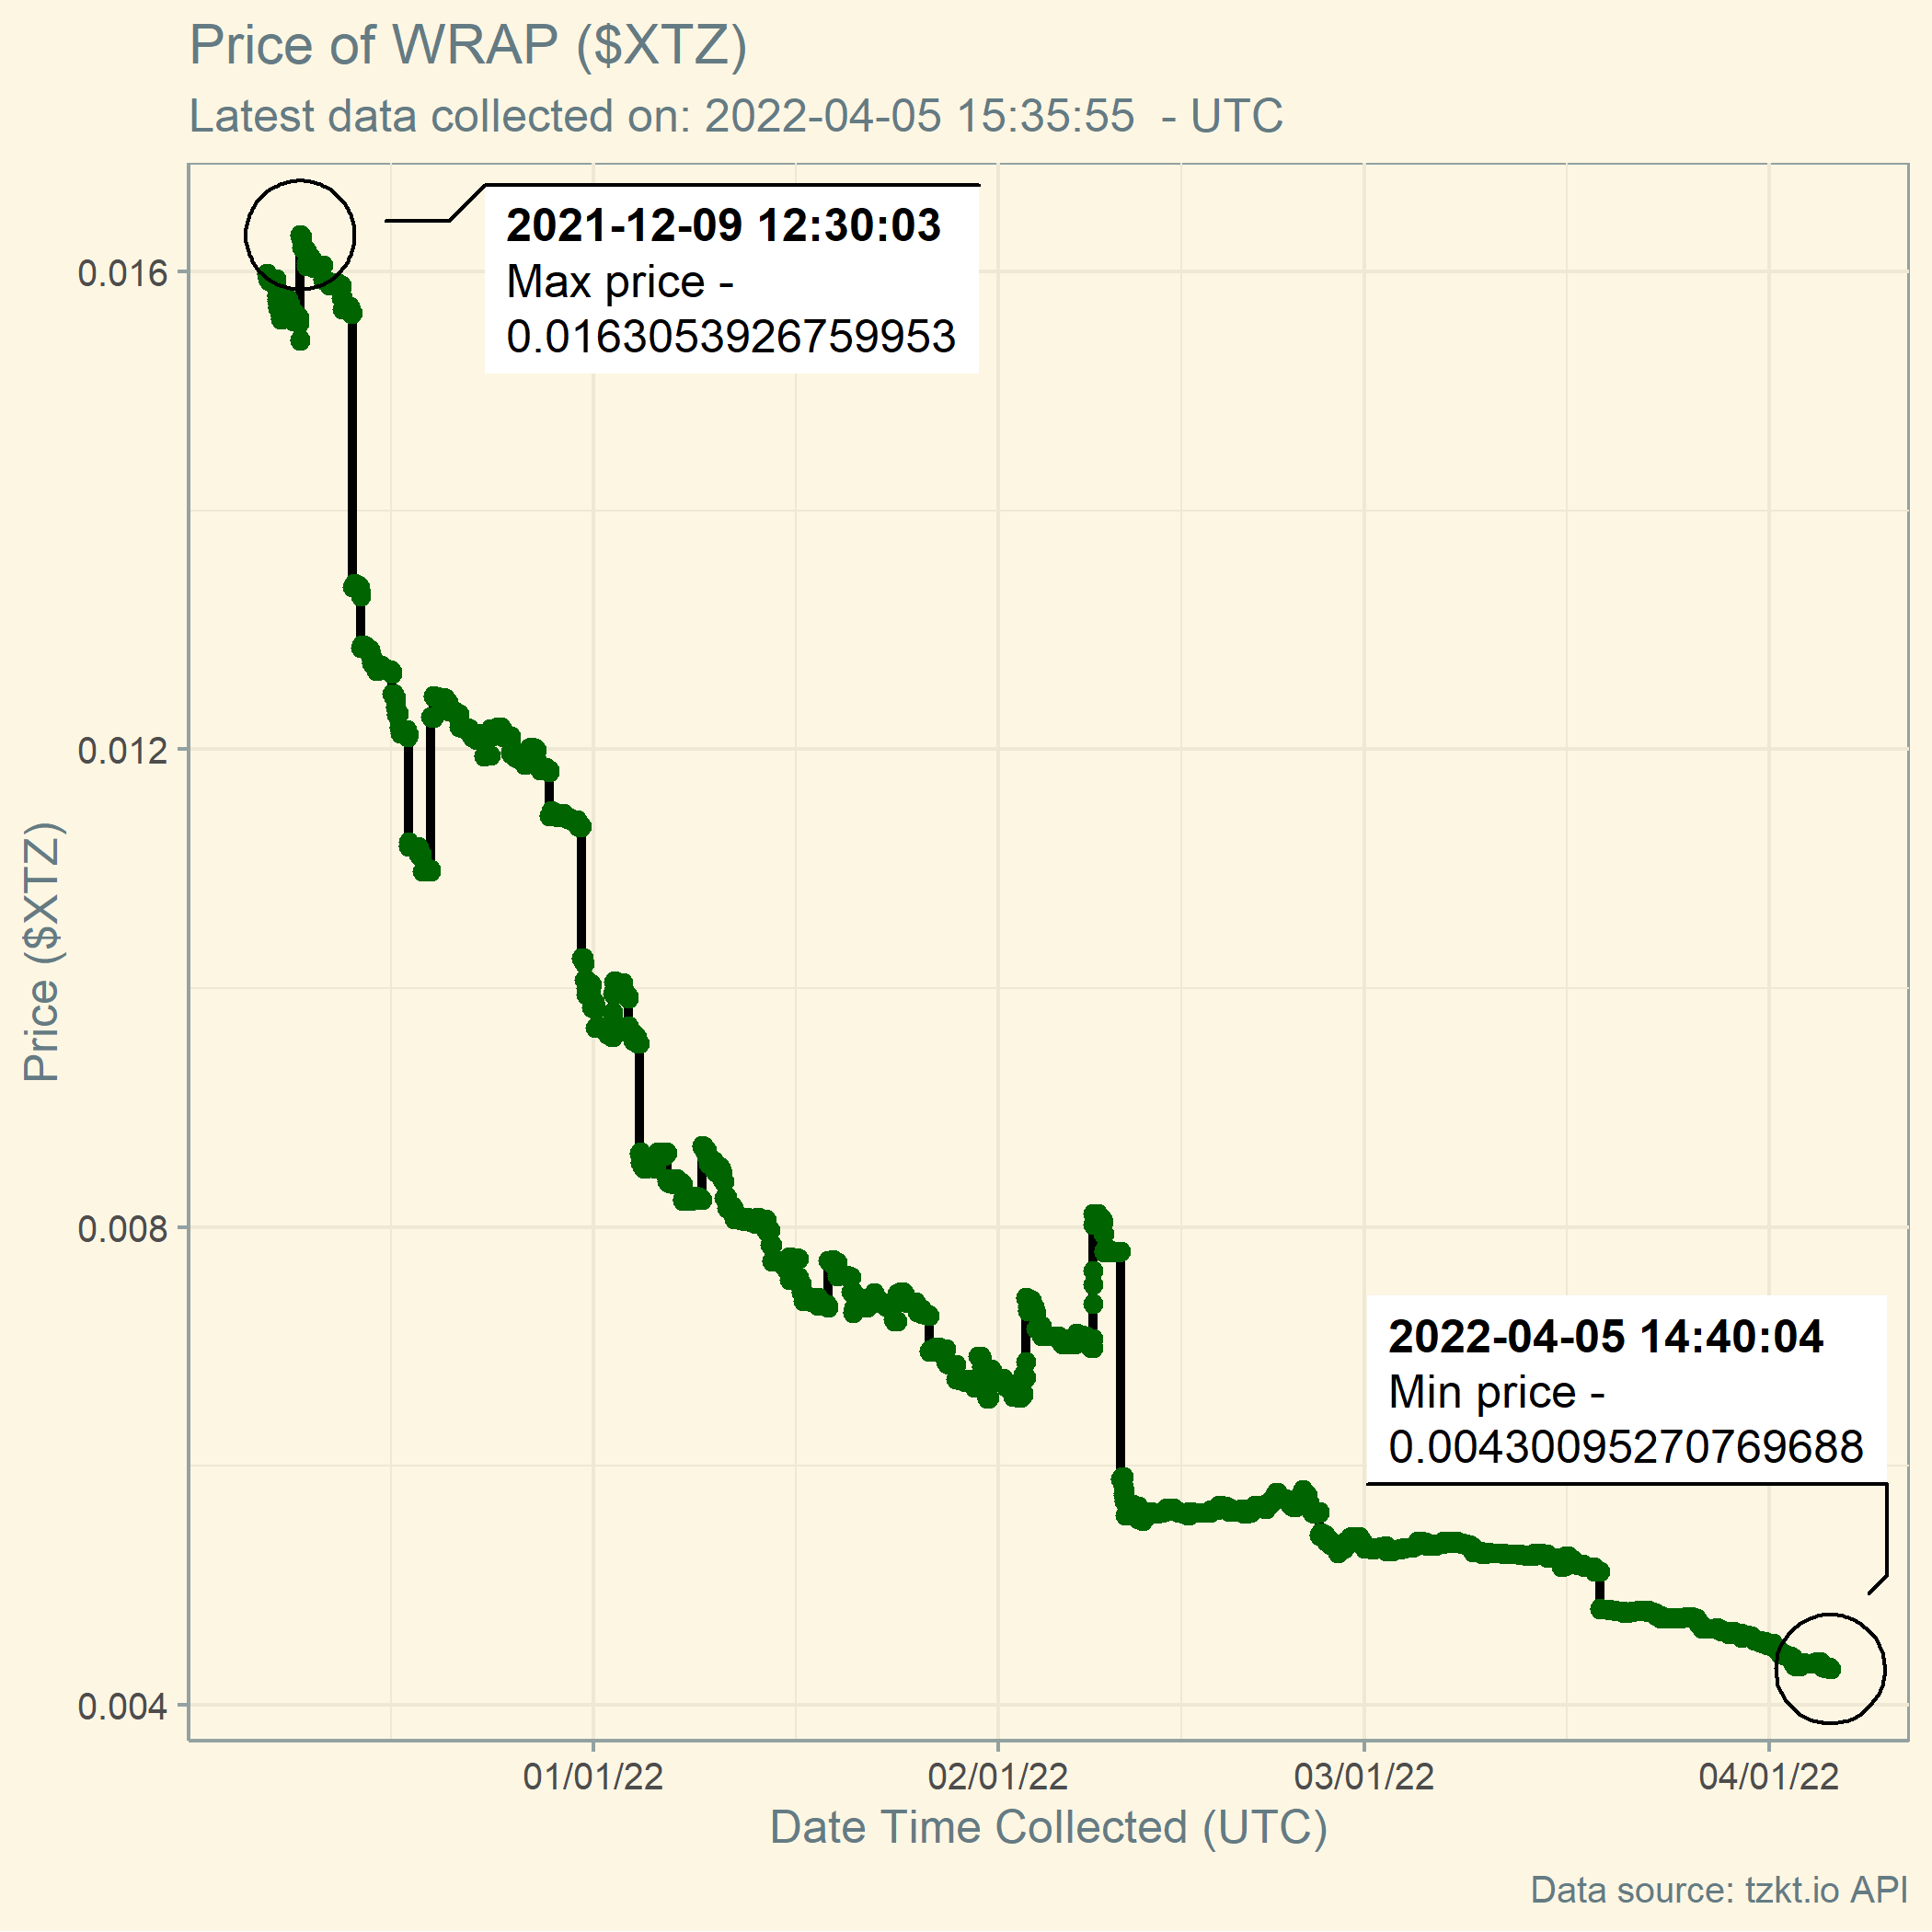 Price of WRAP ($XTZ)
Latest data collected on: 2022-04-05 15:35:55  - UTC
2021-12-09 12:30:03
Max price -
0.0163053926759953
0.016
0.012
0.008
0.004
Price ($XTZ)
2022-04-05 14:40:04
Min price -
0.00430095270769688
01/01/22
02/01/22
03/01/22
04/01/22
Date Time Collected (UTC)
Data source: tzkt.io API